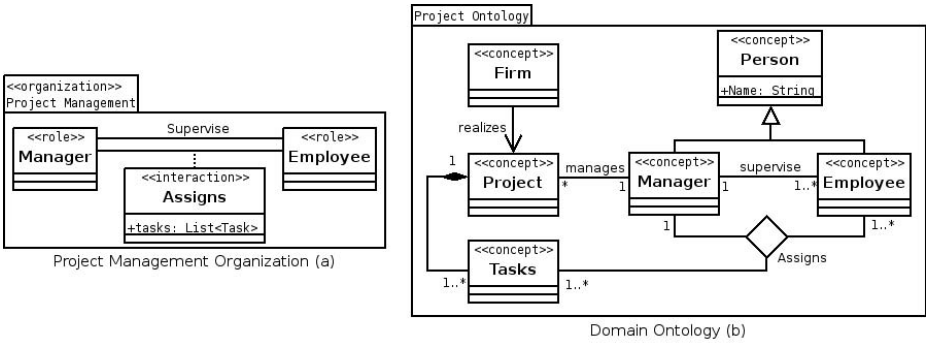 <<organization>>
Project Management
<<role>>
Manager
Supervise
<<role>>
Employee
<<interaction>>
Assigns
+tasks: List<Task>
Project Management Organization (a)
Project Ontology
<<concept>>
Firm
<<concept>>
Person
+Name: String
realizes
1
<<concept>>
Project
*
manages
1
<<concept>>
Manager
1
supervise
1..*
<<concept>>
Employee
1
1..*
Assigns
<<concept>>
Tasks
1..*
1..*
Domain Ontology (b)